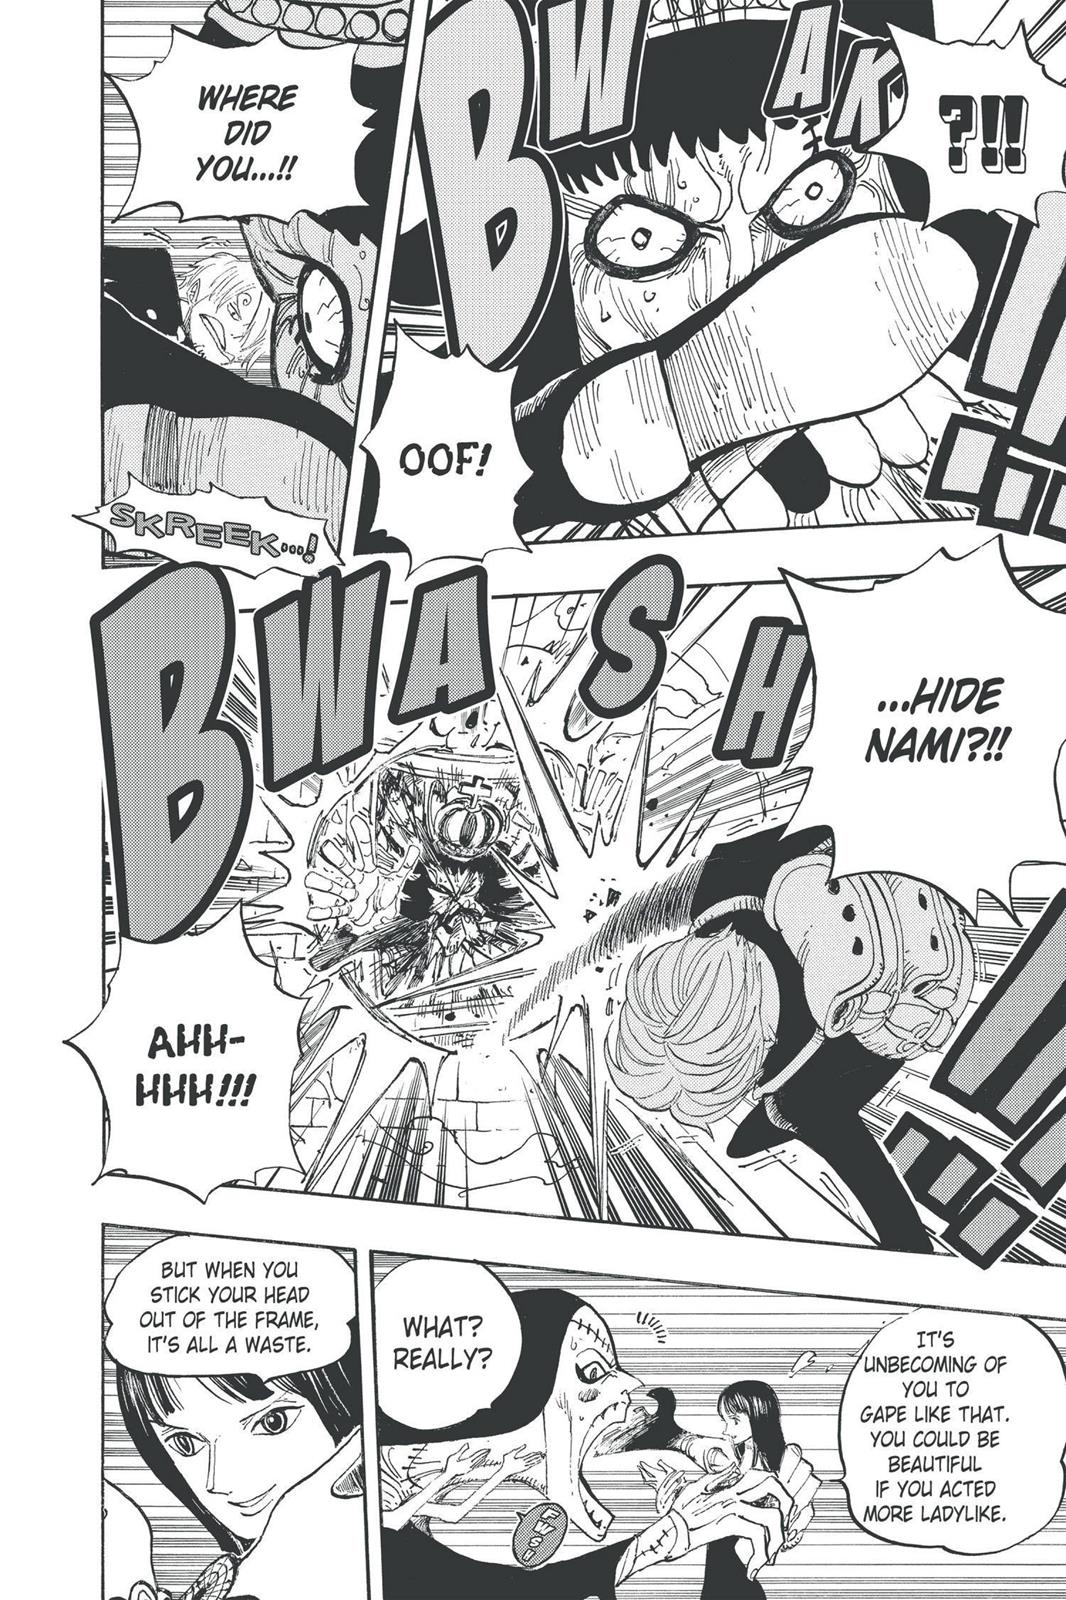 ?!!
BWAK
OOF!
WHERE
DID
YOU...!!
SKREEK...!
...HIDE
NAMI?!!
BWASH
AHH-
HHH!!!
IT'S
UNBECOMING OF
YOU TO
GAPE LIKE THAT.
YOU COULD BE
BEAUTIFUL
IF YOU ACTED
MORE LADYLIKE.
WHAT?
REALLY?
FWSH
BUT WHEN YOU
STICK YOUR HEAD
OUT OF THE FRAME,
IT'S ALL A WASTE.